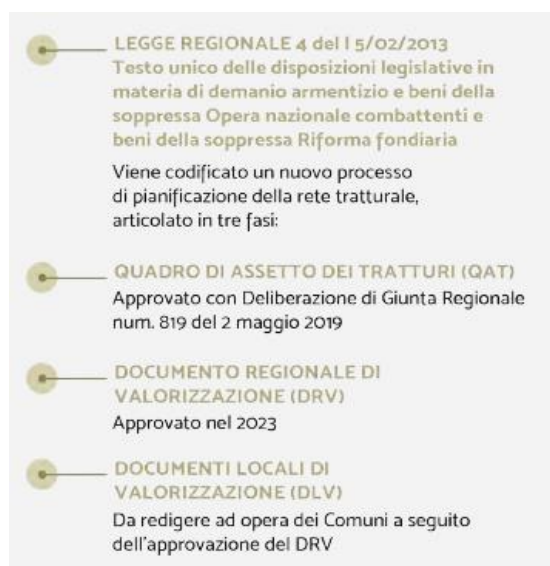 LEGGE REGIONALE 4 del l 5/02/2013
Testo unico delle disposizioni legislative in
materia di demanio armentizio e beni della
soppressa Opera nazionale combattenti e
beni della soppressa Riforma fondiaria
Viene codificato un nuovo processo
di pianificazione della rete tratturale,
articolato in tre fasi:
QUADRO DI ASSETTO DEI TRATTURI (QAT)
Approvato con Deliberazione di Giunta Regionale
num. 819 del 2 maggio 2019
DOCUMENTO REGIONALE DI
VALORIZZAZIONE (DRV)
Approvato nel 2023
DOCUMENTI LOCALI DI
VALORIZZAZIONE (DLV)
Da redigere ad opera dei Comuni a seguito
dell'approvazione del DRV